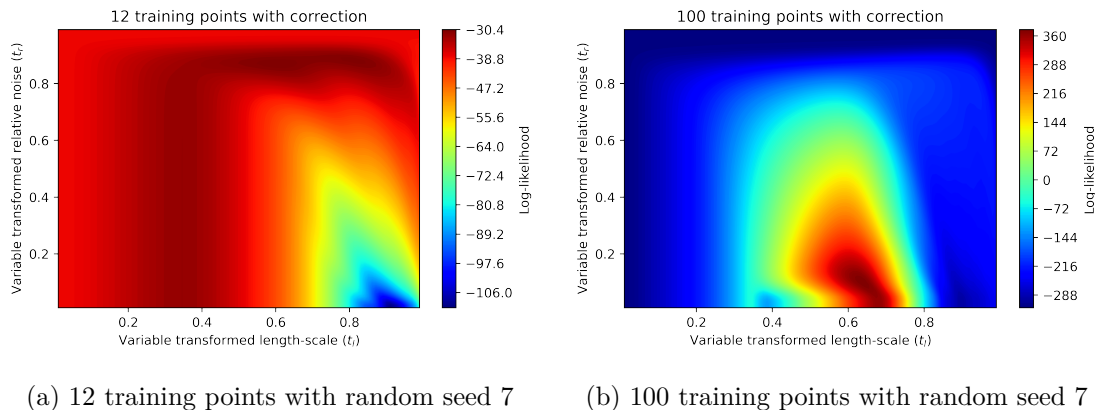 12 training points with correction
Variable transformed relative noise (t_r)
0.8
0.6
0.4
0.2
0.2 0.4 0.6 0.8
Variable transformed length-scale (t_l)
−30.4
−38.8
−47.2
−55.6
−64.0
−72.4
−80.8
−89.2
−97.6
−106.0
Log-likelihood
100 training points with correction
Variable transformed relative noise (t_r)
0.8
0.6
0.4
0.2
0.2 0.4 0.6 0.8
Variable transformed length-scale (t_l)
360
288
216
144
72
0
−72
−144
−216
−288
Log-likelihood
(a) 12 training points with random seed 7
(b) 100 training points with random seed 7